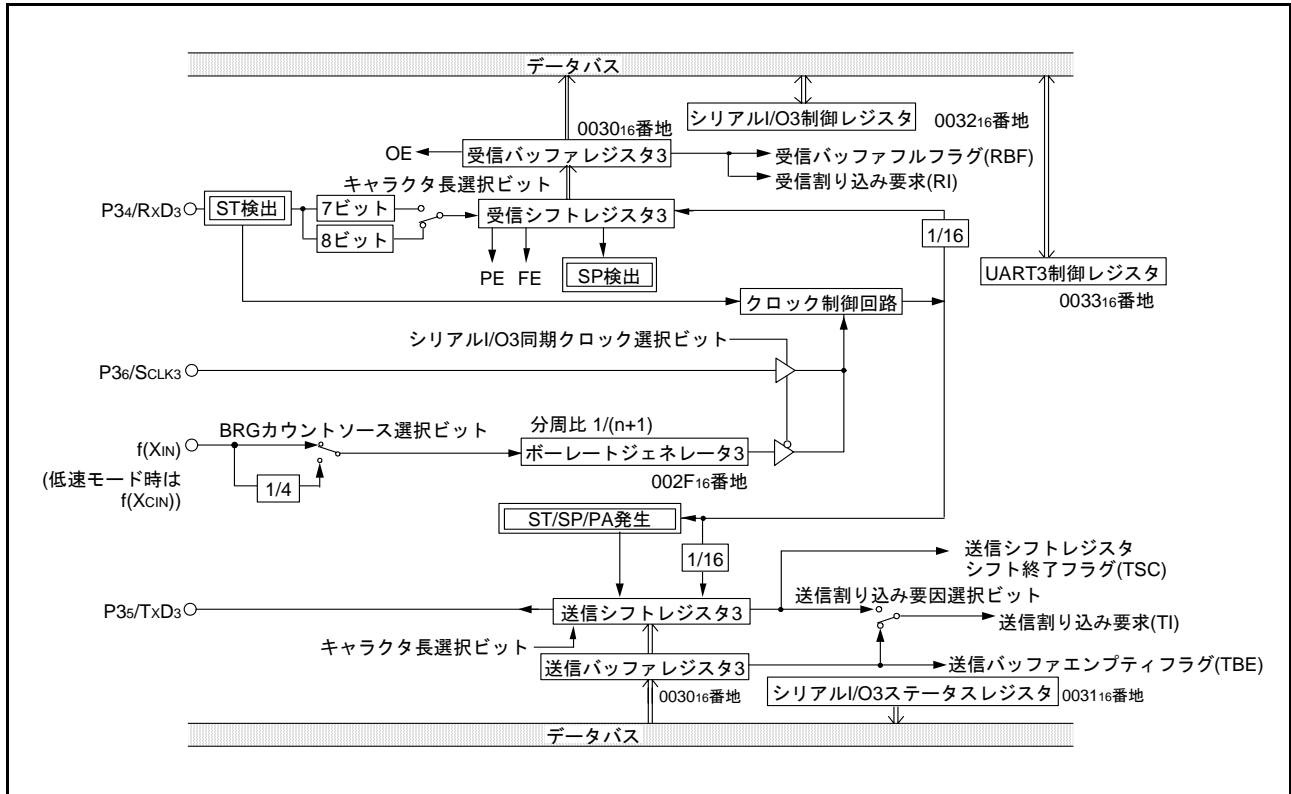 データバス
シリアルI/O3制御レジスタ
003216番地
003016番地
OE
受信バッファレジスタ3
受信バッファフルフラグ(RBF)
受信割り込み要求(RI)
キャラクタ長選択ビット
P34/RXD3
ST検出
7ビット
8ビット
受信シフトレジスタ3
1/16
PE
FE
SP検出
UART3制御レジスタ
003316番地
クロック制御回路
シリアルI/O3同期クロック選択ビット
P36/SCLK3
BRGカウントソース選択ビット
分周比 1/(n+1)
f(XIN)
ボーレートジェネレータ3
002F16番地
(低速モード時は
f(XCIN))
1/4
ST/SP/PA発生
1/16
送信シフトレジスタ
シフト終了フラグ(TSC)
P35/TXD3
送信シフトレジスタ3
送信割り込み要因選択ビット
送信割り込み要求(TI)
キャラクタ長選択ビット
送信バッファレジスタ3
送信バッファエンプティフラグ(TBE)
003016番地
シリアルI/O3ステータスレジスタ
003116番地
データバス